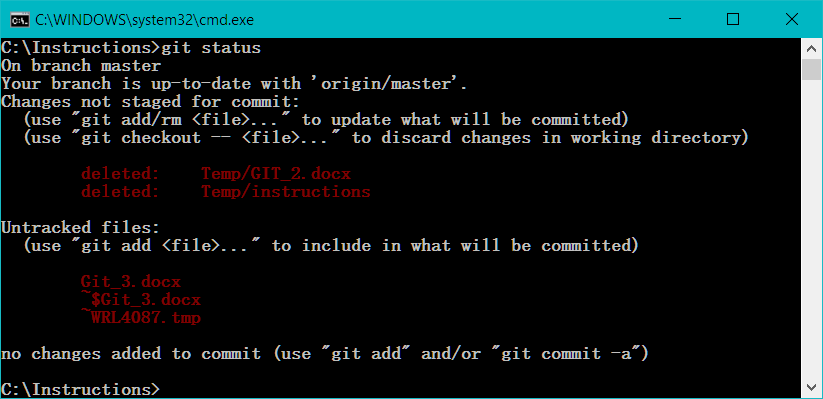 C:\WINDOWS\system32\cmd.exe
C:\Instructions>git status
On branch master
Your branch is up-to-date with 'origin/master'.
Changes not staged for commit:
  (use "git add/rm <file>..." to update what will be committed)
  (use "git checkout -- <file>..." to discard changes in working directory)
        deleted:    Temp/GIT_2.docx
        deleted:    Temp/instructions
Untracked files:
  (use "git add <file>..." to include in what will be committed)
        Git_3.docx
        ~$Git_3.docx
        ~WRL4087.tmp
no changes added to commit (use "git add" and/or "git commit -a")
C:\Instructions>